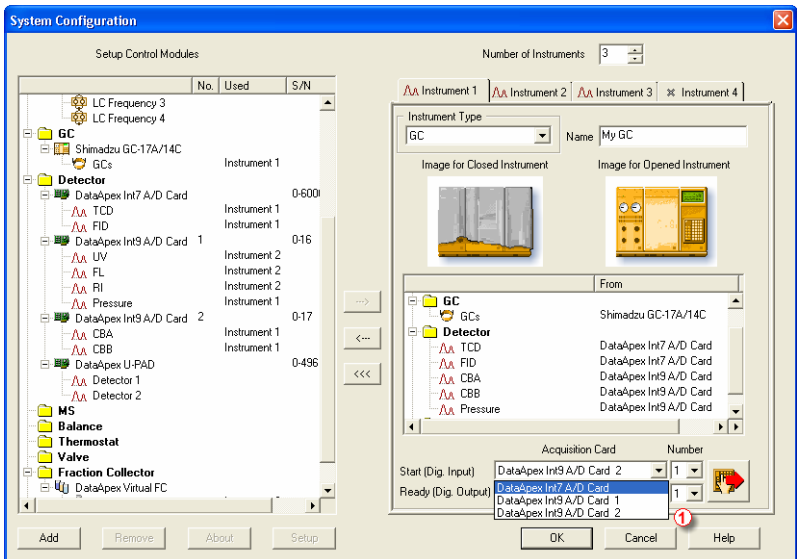 System Configuration
Setup Control Modules
Number of Instruments 3
No. Used S/N
LC Frequency 3
LC Frequency 4
GC
Shimadzu GC-17A/14C
GCs Instrument 1
Detector
DataApex Int7 A/D Card 0-600
TCD Instrument 1
FID Instrument 1
DataApex Int9 A/D Card 1 0-16
UV Instrument 2
FL Instrument 2
RI Instrument 2
Pressure Instrument 1
DataApex Int9 A/D Card 2 0-17
CBA Instrument 1
CBB Instrument 1
DataApex U-PAD 0-496
Detector 1
Detector 2
MS
Balance
Thermostat
Valve
Fraction Collector
DataApex Virtual FC
--->
<---
<<<
Instrument 1 Instrument 2 Instrument 3 Instrument 4
Instrument Type
GC Name My GC
Image for Closed Instrument Image for Opened Instrument
From
GC
GCs Shimadzu GC-17A/14C
Detector
TCD DataApex Int7 A/D Card
FID DataApex Int7 A/D Card
CBA DataApex Int9 A/D Card
CBB DataApex Int9 A/D Card
Pressure DataApex Int9 A/D Card
Acquisition Card Number
Start (Dig. Input) DataApex Int9 A/D Card 2 1
Ready (Dig. Output) 1
DataApex Int7 A/D Card
DataApex Int9 A/D Card 1
DataApex Int9 A/D Card 2
1
Add Remove About Setup OK Cancel Help